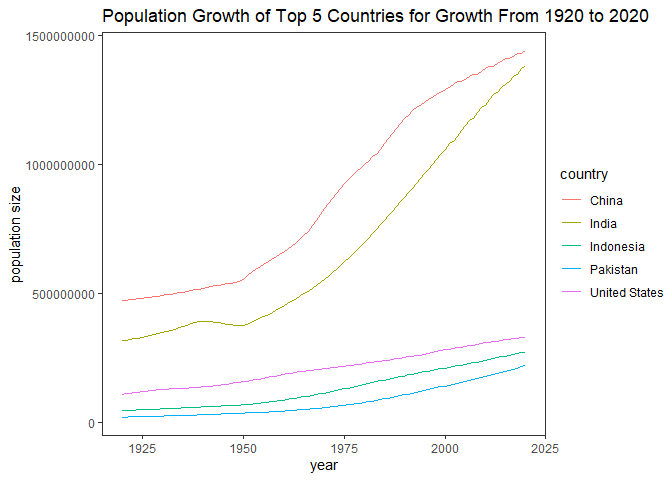 Population Growth of Top 5 Countries for Growth From 1920 to 2020
1500000000
1000000000
500000000
0
population size
1925
1950
1975
2000
2025
year
country
China
India
Indonesia
Pakistan
United States